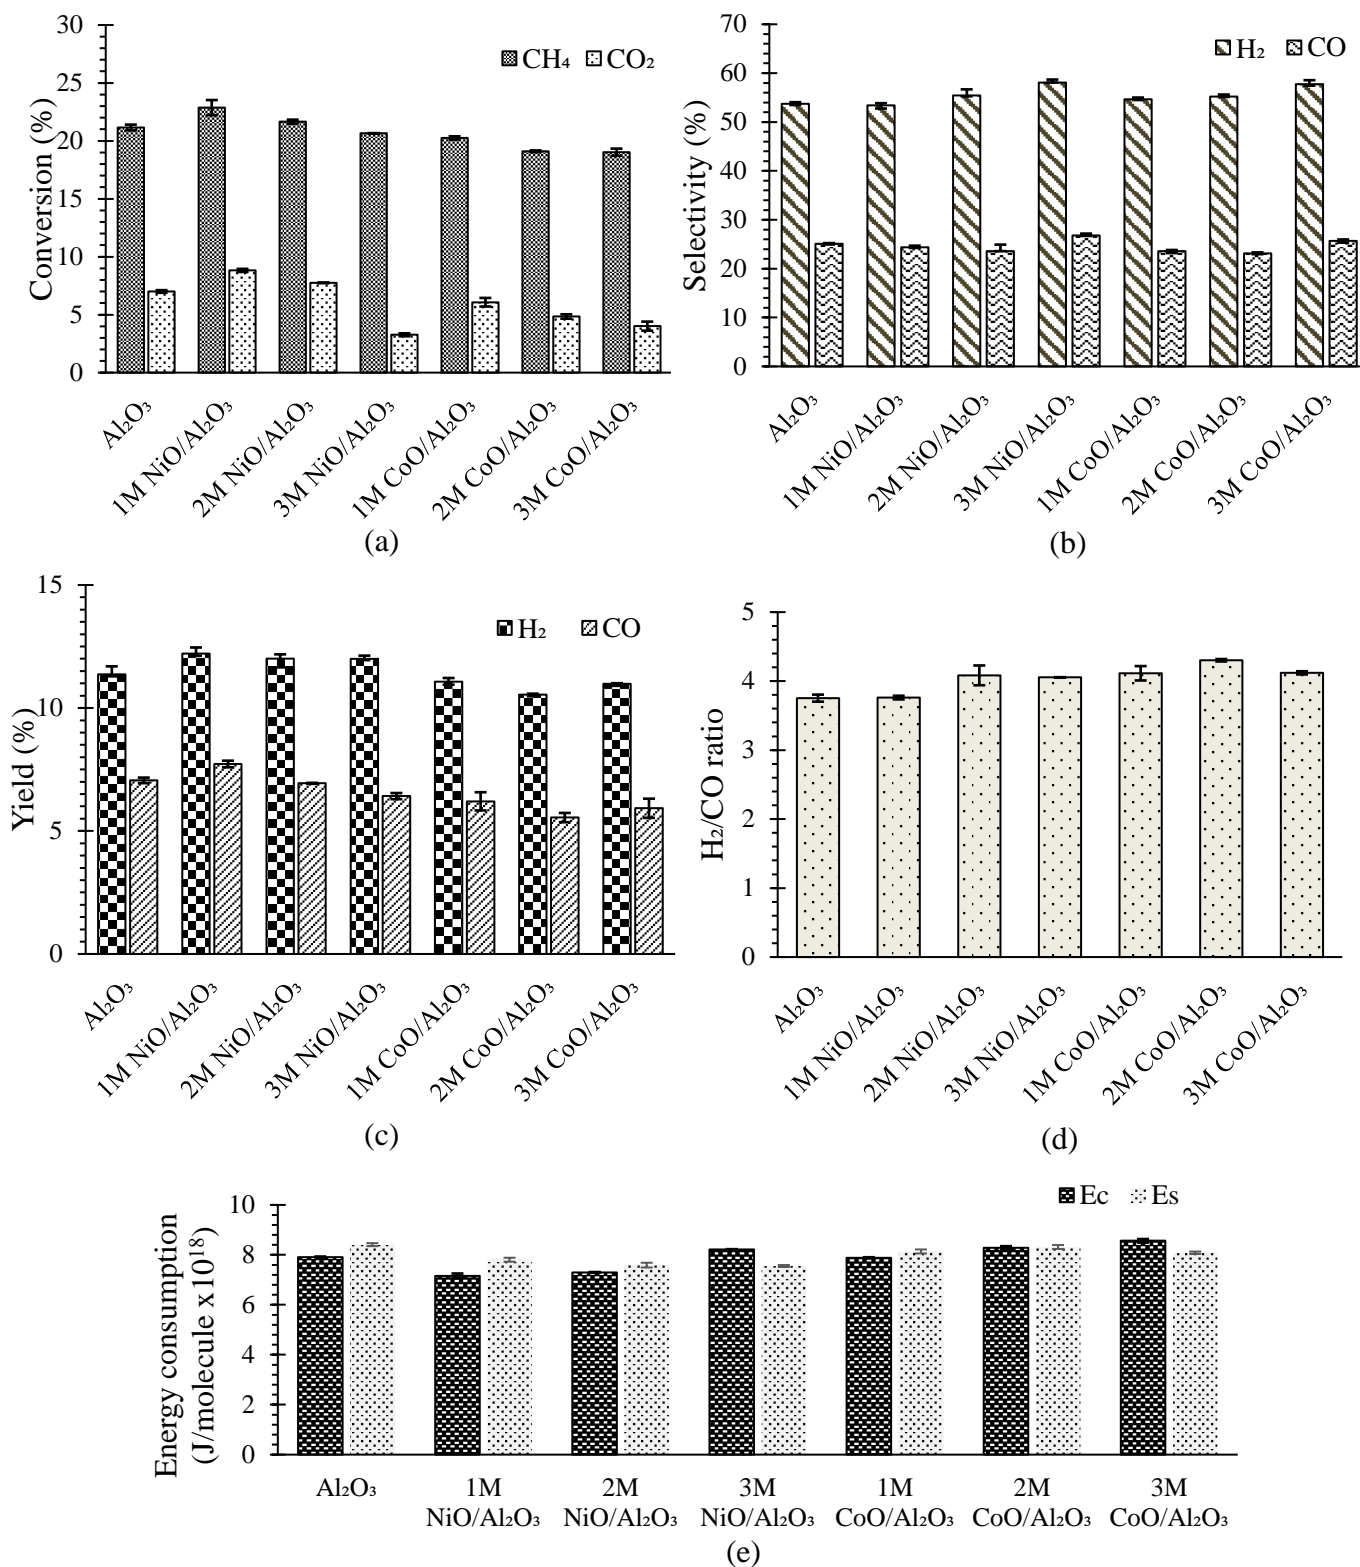 30
25
20
15
10
5
0
Conversion (%)
CH₄ CO₂
Al₂O₃
1M NiO/Al₂O₃
2M NiO/Al₂O₃
3M NiO/Al₂O₃
1M CoO/Al₂O₃
2M CoO/Al₂O₃
3M CoO/Al₂O₃
(a)
70
60
50
40
30
20
10
0
Selectivity (%)
H₂ CO
Al₂O₃
1M NiO/Al₂O₃
2M NiO/Al₂O₃
3M NiO/Al₂O₃
1M CoO/Al₂O₃
2M CoO/Al₂O₃
3M CoO/Al₂O₃
(b)
15
10
5
0
Yield (%)
H₂ CO
Al₂O₃
1M NiO/Al₂O₃
2M NiO/Al₂O₃
3M NiO/Al₂O₃
1M CoO/Al₂O₃
2M CoO/Al₂O₃
3M CoO/Al₂O₃
(c)
5
4
3
2
1
0
H₂/CO ratio
Al₂O₃
1M NiO/Al₂O₃
2M NiO/Al₂O₃
3M NiO/Al₂O₃
1M CoO/Al₂O₃
2M CoO/Al₂O₃
3M CoO/Al₂O₃
(d)
10
8
6
4
2
0
Energy consumption
(J/molecule x10¹⁸)
Ec Es
Al₂O₃
1M
NiO/Al₂O₃
2M
NiO/Al₂O₃
3M
NiO/Al₂O₃
1M
CoO/Al₂O₃
2M
CoO/Al₂O₃
3M
CoO/Al₂O₃
(e)